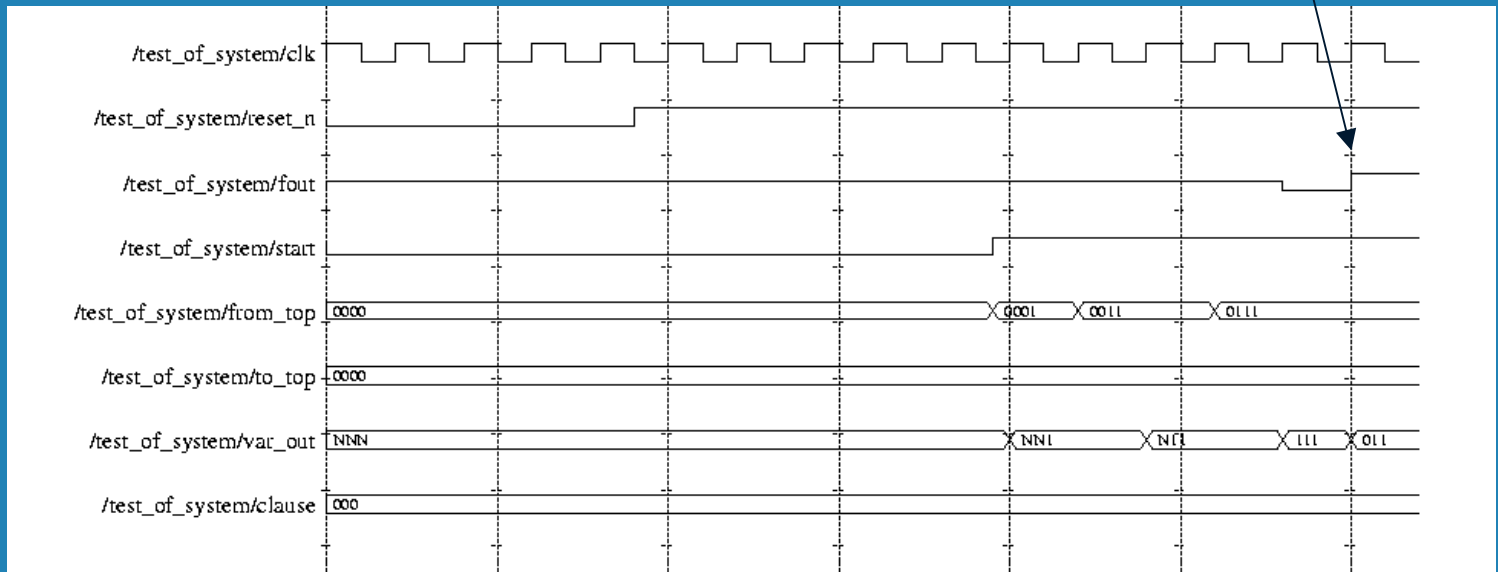 /test_of_system/clk
/test_of_system/reset_n
/test_of_system/fout
/test_of_system/start
/test_of_system/from_top 0000 0001 0011 0111
/test_of_system/to_top 0000
/test_of_system/var_out NNN NN1 N11 111 011
/test_of_system/clause 000